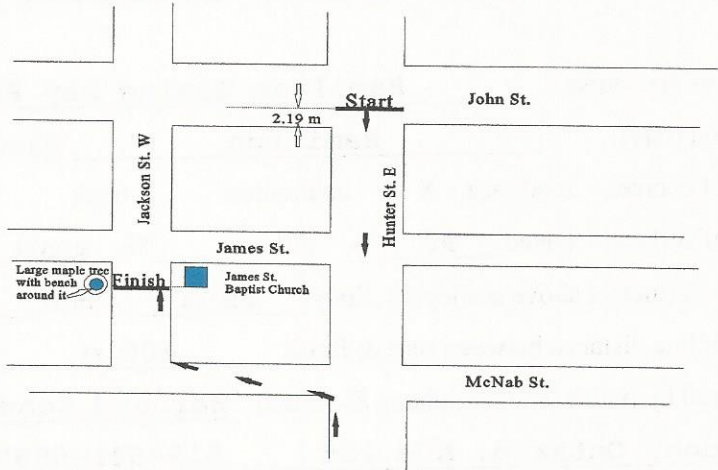 Start
John St.
2.19 m
Jackson St. W
Hunter St. E
James St.
Large maple tree
with bench
around it
Finish
James St.
Baptist Church
McNab St.